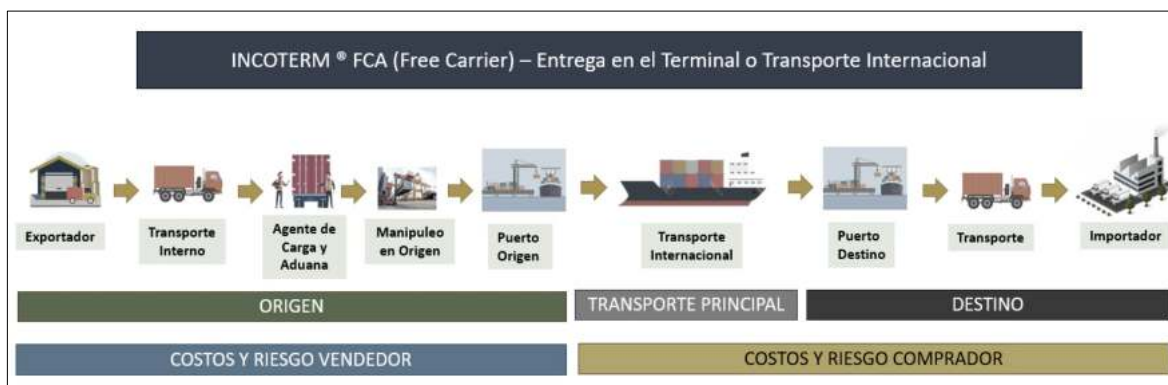 INCOTERM ® FCA (Free Carrier) – Entrega en el Terminal o Transporte Internacional
Exportador
Transporte
Interno
Agente de
Carga y
Aduana
Manipuleo
en Origen
Puerto
Origen
Transporte
Internacional
Puerto
Destino
Transporte
Importador
ORIGEN
TRANSPORTE PRINCIPAL
DESTINO
COSTOS Y RIESGO VENDEDOR
COSTOS Y RIESGO COMPRADOR